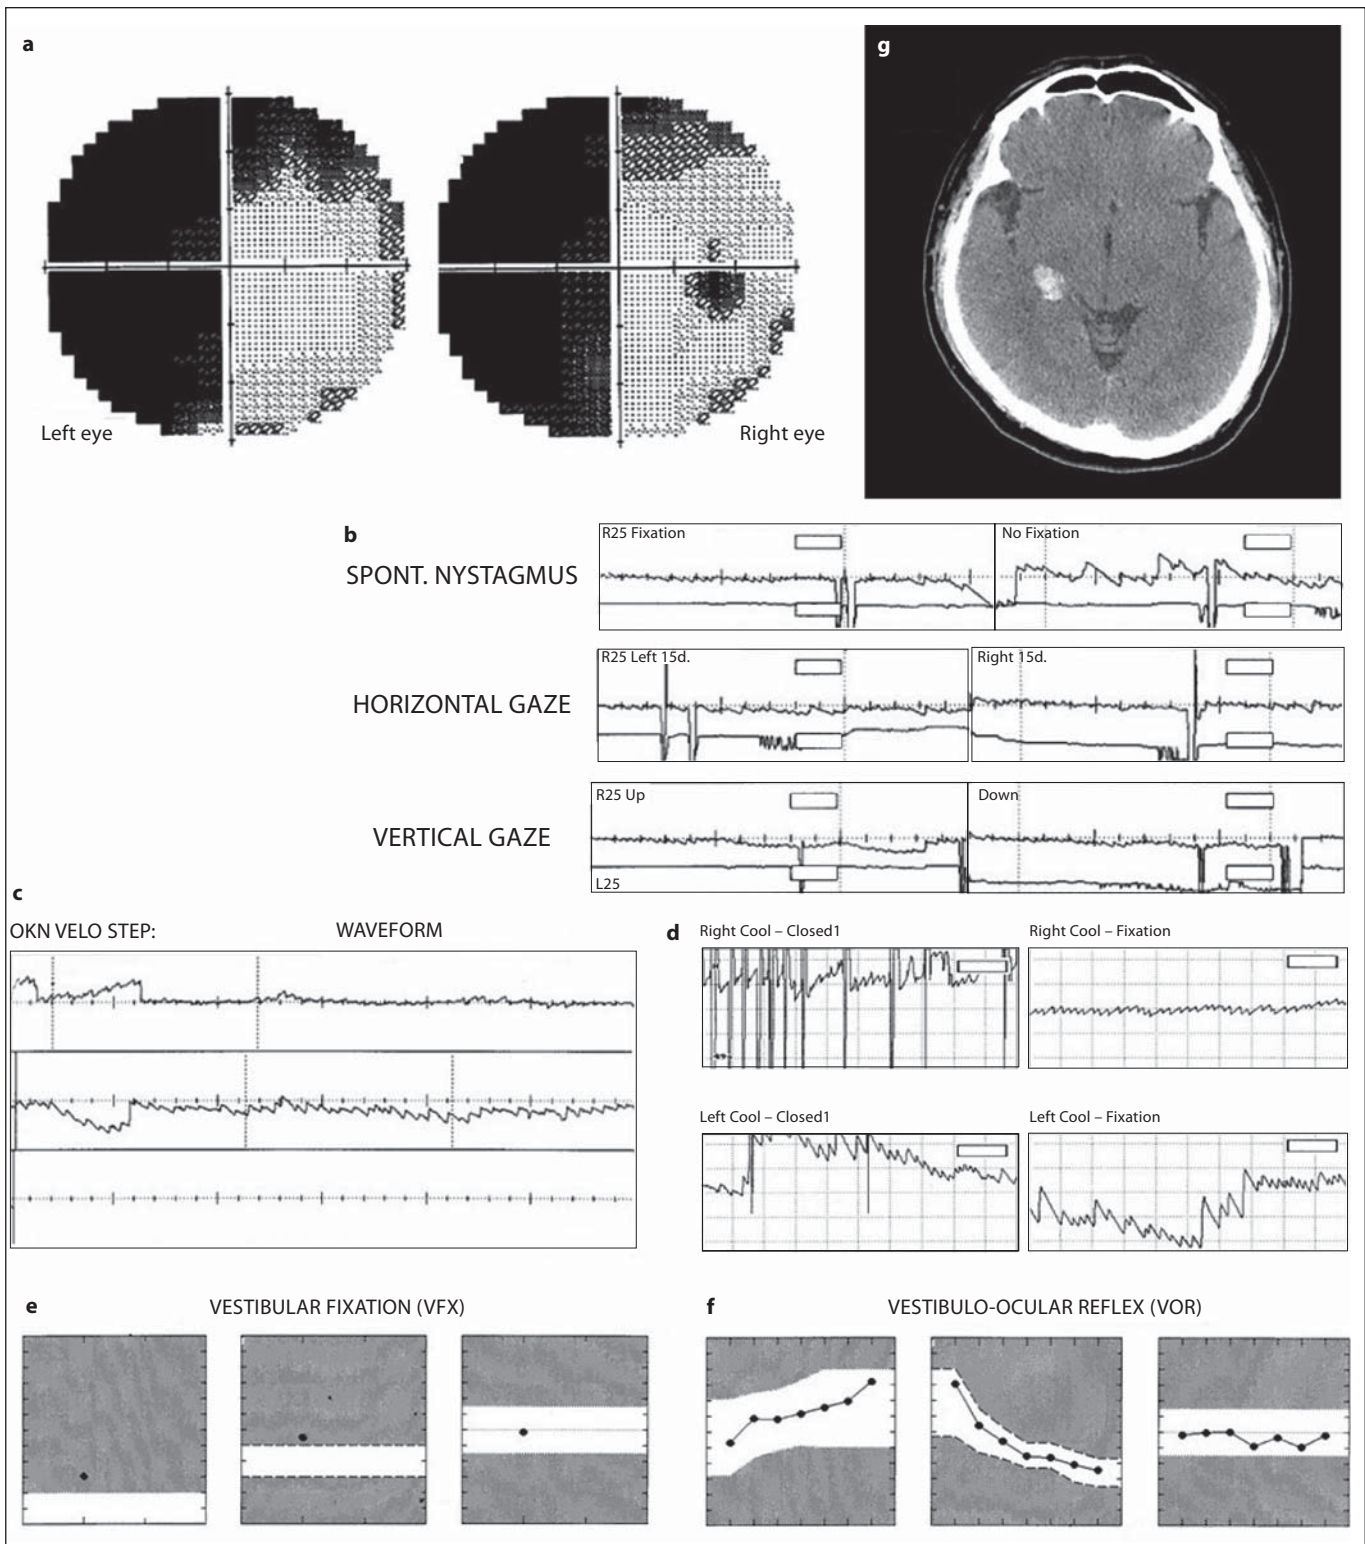 a
g
Left eye
Right eye
b
SPONT. NYSTAGMUS
R25 Fixation
No Fixation
HORIZONTAL GAZE
R25 Left 15d.
Right 15d.
VERTICAL GAZE
R25 Up
Down
L25
c
OKN VELO STEP:
WAVEFORM
d
Right Cool – Closed1
Right Cool – Fixation
Left Cool – Closed1
Left Cool – Fixation
e
VESTIBULAR FIXATION (VFX)
f
VESTIBULO-OCULAR REFLEX (VOR)